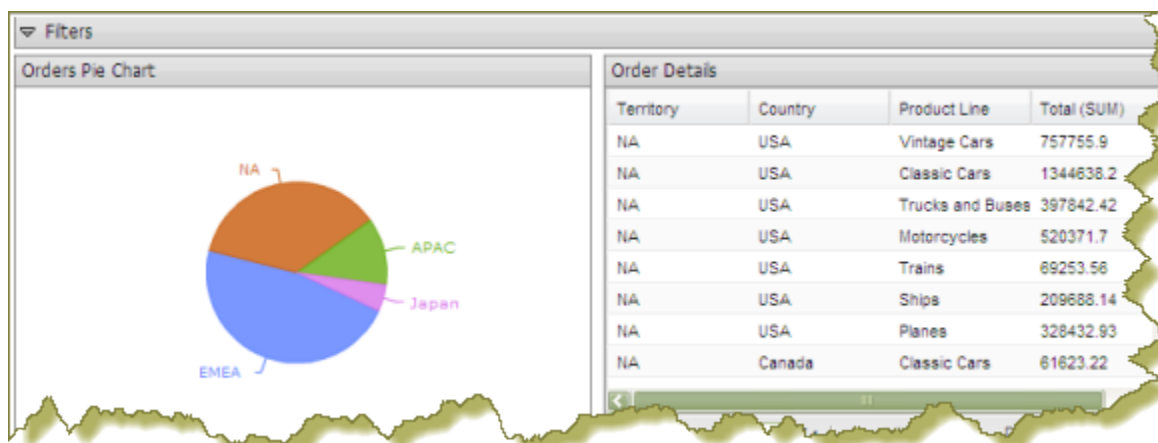 Filters
Orders Pie Chart
NA
APAC
Japan
EMEA
Order Details
Territory Country Product Line Total (SUM)
NA USA Vintage Cars 757755.9
NA USA Classic Cars 1344638.2
NA USA Trucks and Buses 397842.42
NA USA Motorcycles 520371.7
NA USA Trains 69253.56
NA USA Ships 209688.14
NA USA Planes 328432.93
NA Canada Classic Cars 61623.22